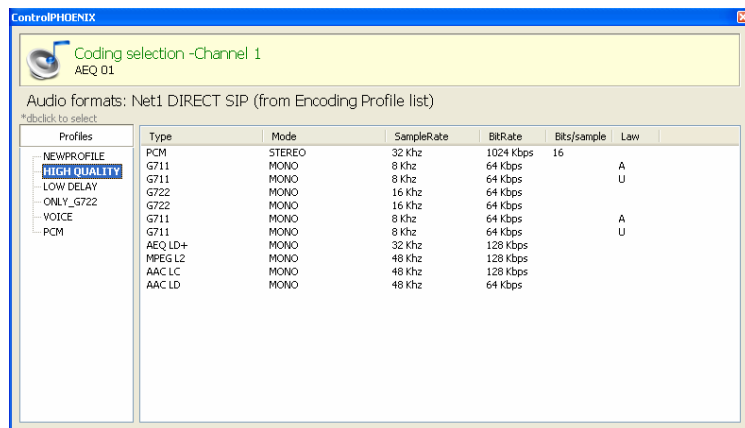 ControlPHOENIX
Coding selection -Channel 1
AEQ 01
Audio formats: Net1 DIRECT SIP (from Encoding Profile list)
*dbclick to select
Profiles
NEWPROFILE
HIGH QUALITY
LOW DELAY
ONLY_G722
VOICE
PCM
Type Mode SampleRate BitRate Bits/sample Law
PCM STEREO 32 Khz 1024 Kbps 16
G711 MONO 8 Khz 64 Kbps A
G711 MONO 8 Khz 64 Kbps U
G722 MONO 16 Khz 64 Kbps
G722 MONO 16 Khz 64 Kbps
G711 MONO 8 Khz 64 Kbps A
G711 MONO 8 Khz 64 Kbps U
AEQ LD+ MONO 32 Khz 128 Kbps
MPEG L2 MONO 48 Khz 128 Kbps
AAC LC MONO 48 Khz 128 Kbps
AAC LD MONO 48 Khz 64 Kbps